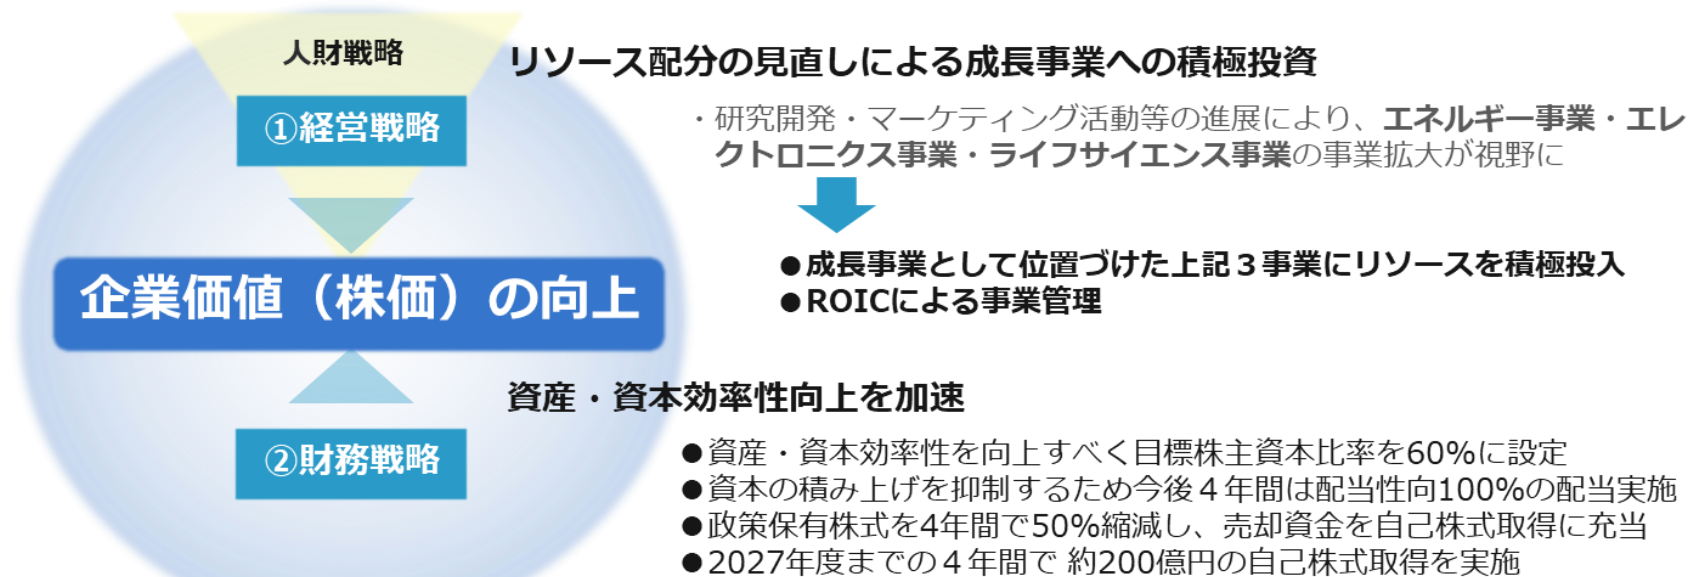 人財戦略
①経営戦略
企業価値（株価）の向上
②財務戦略
リソース配分の見直しによる成長事業への積極投資
・研究開発・マーケティング活動等の進展により、エネルギー事業・エレ
クトロニクス事業・ライフサイエンス事業の事業拡大が視野に
●成長事業として位置づけた上記３事業にリソースを積極投入
●ROICによる事業管理
資産・資本効率性向上を加速
●資産・資本効率性を向上すべく目標株主資本比率を60%に設定
●資本の積み上げを抑制するため今後４年間は配当性向100%の配当実施
●政策保有株式を4年間で50%縮減し、売却資金を自己株式取得に充当
●2027年度までの４年間で 約200億円の自己株式取得を実施